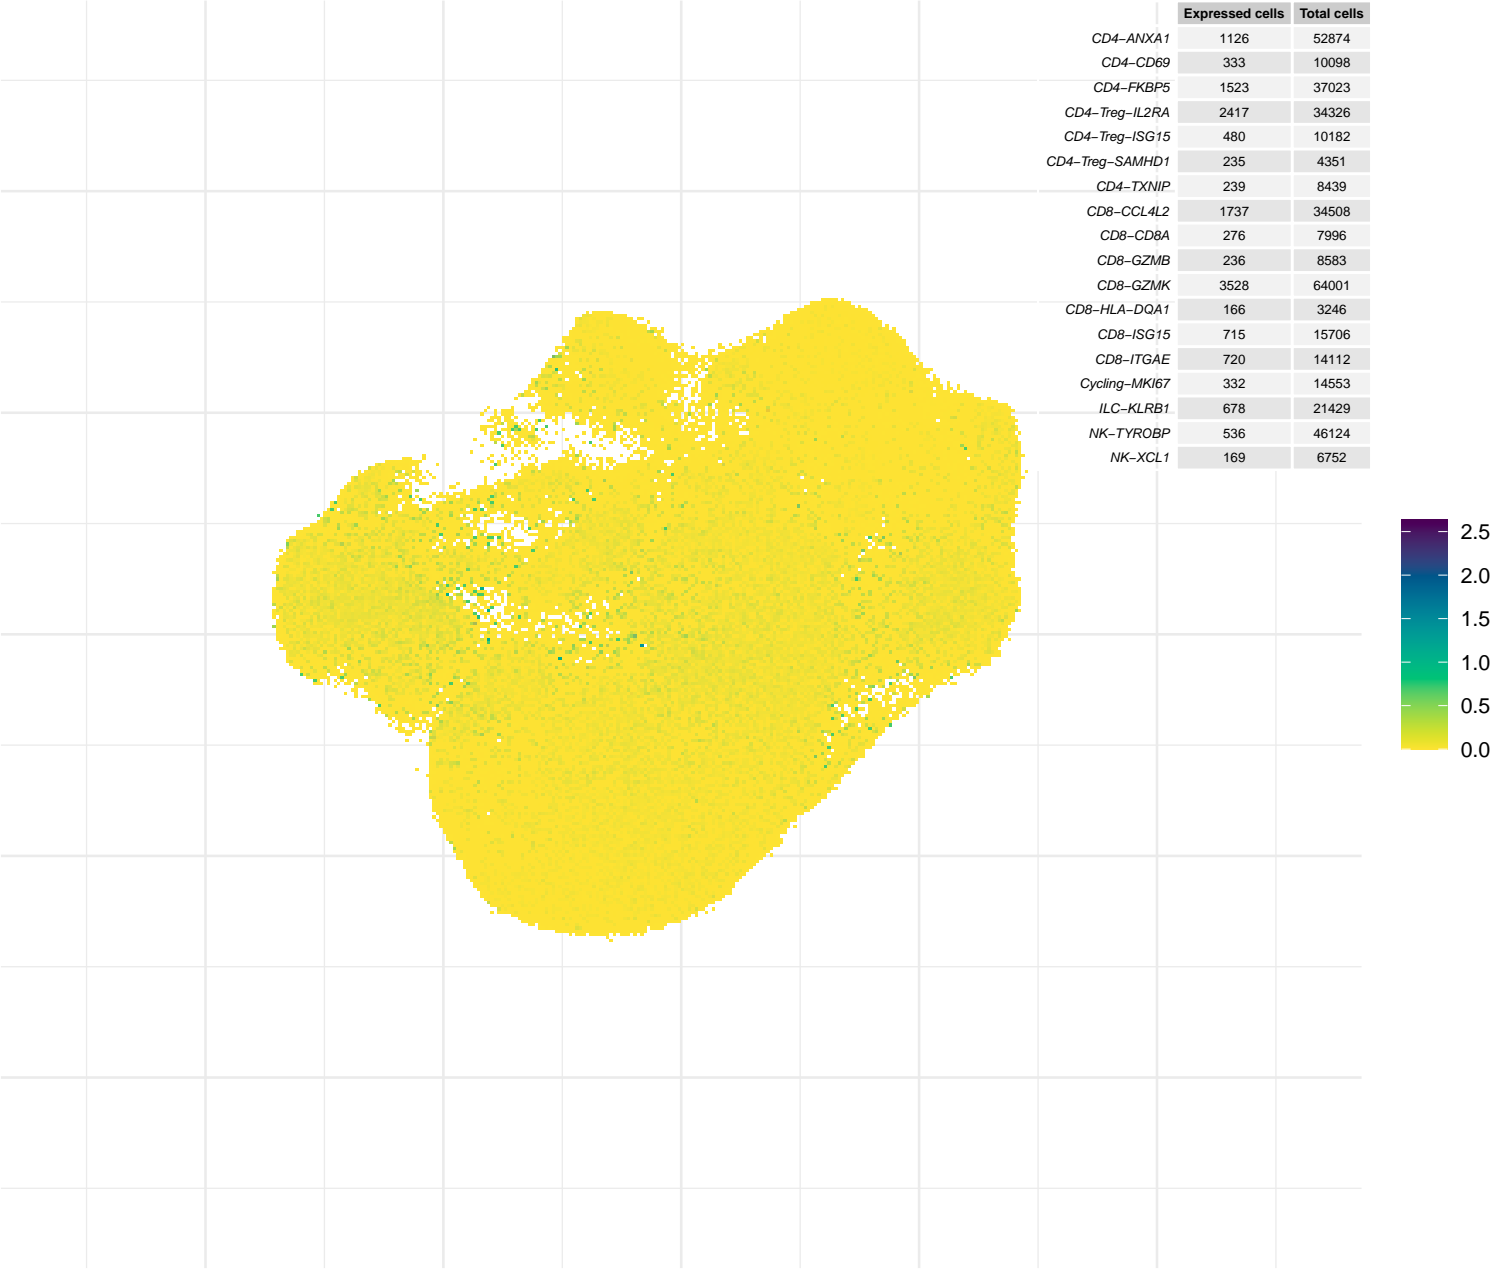 Expressed cells Total cells
CD4−ANXA1 1126 52874
CD4−CD69 333 10098
CD4−FKBP5 1523 37023
CD4−Treg−IL2RA 2417 34326
CD4−Treg−ISG15 480 10182
CD4−Treg−SAMHD1 235 4351
CD4−TXNIP 239 8439
CD8−CCL4L2 1737 34508
CD8−CD8A 276 7996
CD8−GZMB 236 8583
CD8−GZMK 3528 64001
CD8−HLA−DQA1 166 3246
CD8−ISG15 715 15706
CD8−ITGAE 720 14112
Cycling−MKI67 332 14553
ILC−KLRB1 678 21429
NK−TYROBP 536 46124
NK−XCL1 169 6752
2.5
2.0
1.5
1.0
0.5
0.0